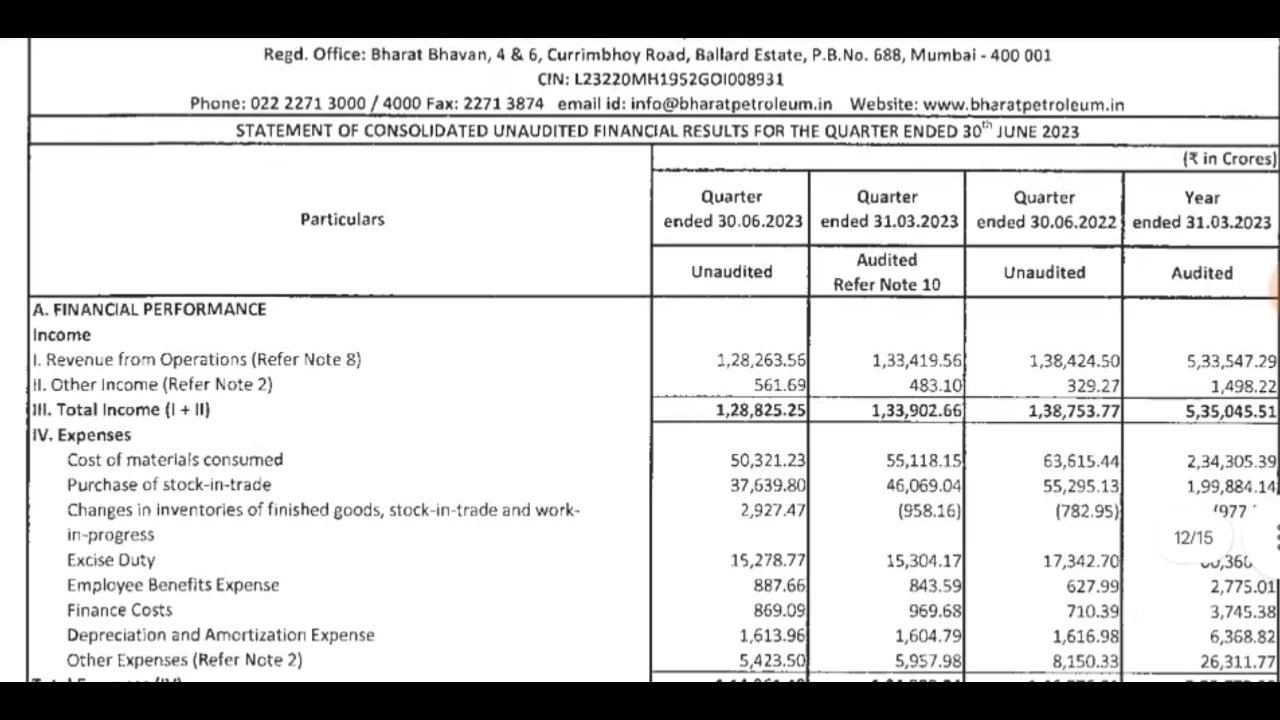 Regd. Office: Bharat Bhavan, 4 & 6, Currimbhoy Road, Ballard Estate, P.B.No. 688, Mumbai - 400 001
CIN: L23220MH1952GOI008931
Phone: 022 2271 3000 / 4000 Fax: 2271 3874 email id: info@bharatpetroleum.in Website: www.bharatpetroleum.in
STATEMENT OF CONSOLIDATED UNAUDITED FINANCIAL RESULTS FOR THE QUARTER ENDED 30th JUNE 2023
(₹ in Crores)
Particulars
Quarter ended 30.06.2023 Quarter ended 31.03.2023 Quarter ended 30.06.2022 Year ended 31.03.2023
Unaudited Audited Refer Note 10 Unaudited Audited
A. FINANCIAL PERFORMANCE
Income
I. Revenue from Operations (Refer Note 8) 1,28,263.56 1,33,419.56 1,38,424.50 5,33,547.29
II. Other Income (Refer Note 2) 561.69 483.10 329.27 1,498.22
III. Total Income (I + II) 1,28,825.25 1,33,902.66 1,38,753.77 5,35,045.51
IV. Expenses
Cost of materials consumed 50,321.23 55,118.15 63,615.44 2,34,305.39
Purchase of stock-in-trade 37,639.80 46,069.04 55,295.13 1,99,884.14
Changes in inventories of finished goods, stock-in-trade and work- 2,927.47 (958.16) (782.95)
in-progress
12/15
Excise Duty 15,278.77 15,304.17 17,342.70
Employee Benefits Expense 887.66 843.59 627.99 2,775.01
Finance Costs 869.09 969.68 710.39 3,745.38
Depreciation and Amortization Expense 1,613.96 1,604.79 1,616.98 6,368.82
Other Expenses (Refer Note 2) 5,423.50 5,957.98 8,150.33 26,311.77